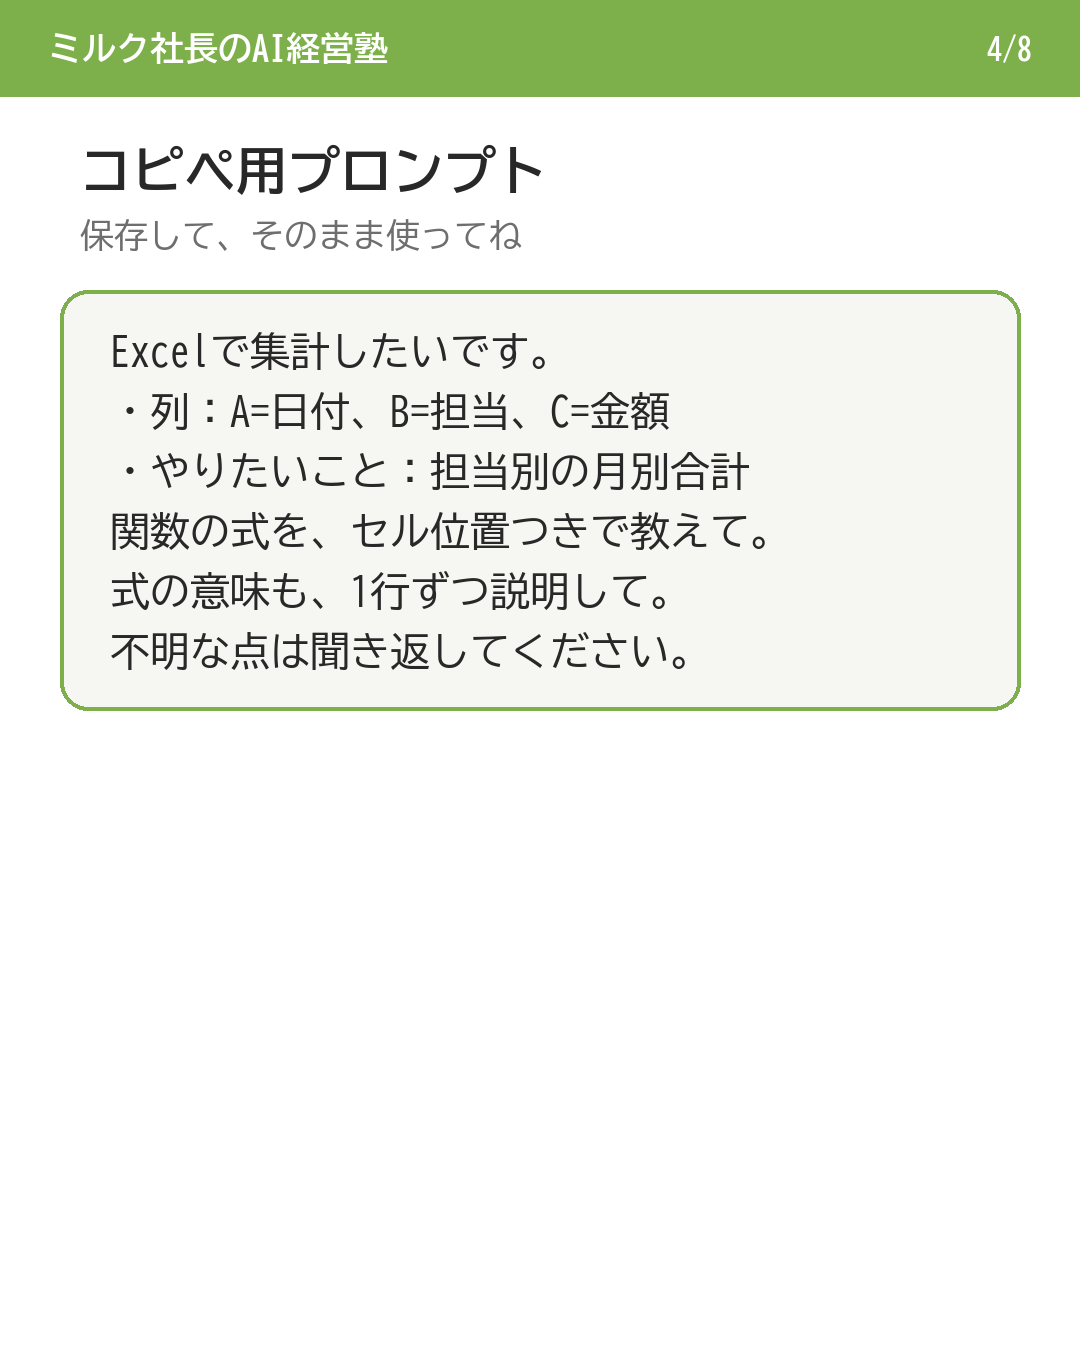 ミルク社長のAI経営塾
4/8
コピペ用プロンプト
保存して、そのまま使ってね
Excelで集計したいです。
・列：A=日付、B=担当、C=金額
・やりたいこと：担当別の月別合計
関数の式を、セル位置つきで教えて。
式の意味も、1行ずつ説明して。
不明な点は聞き返してください。